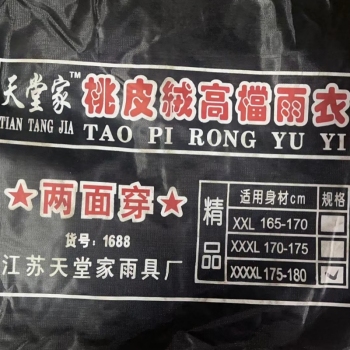 天堂家™ 桃皮絨高檔雨衣
TIAN TANG JIA TAO PI RONG YU YI
★两面穿★
货号：1688
江苏天堂家雨具厂
精品
适用身材cm 规格
XXL 165-170
XXXL 170-175
XXXXL 175-180 ✓